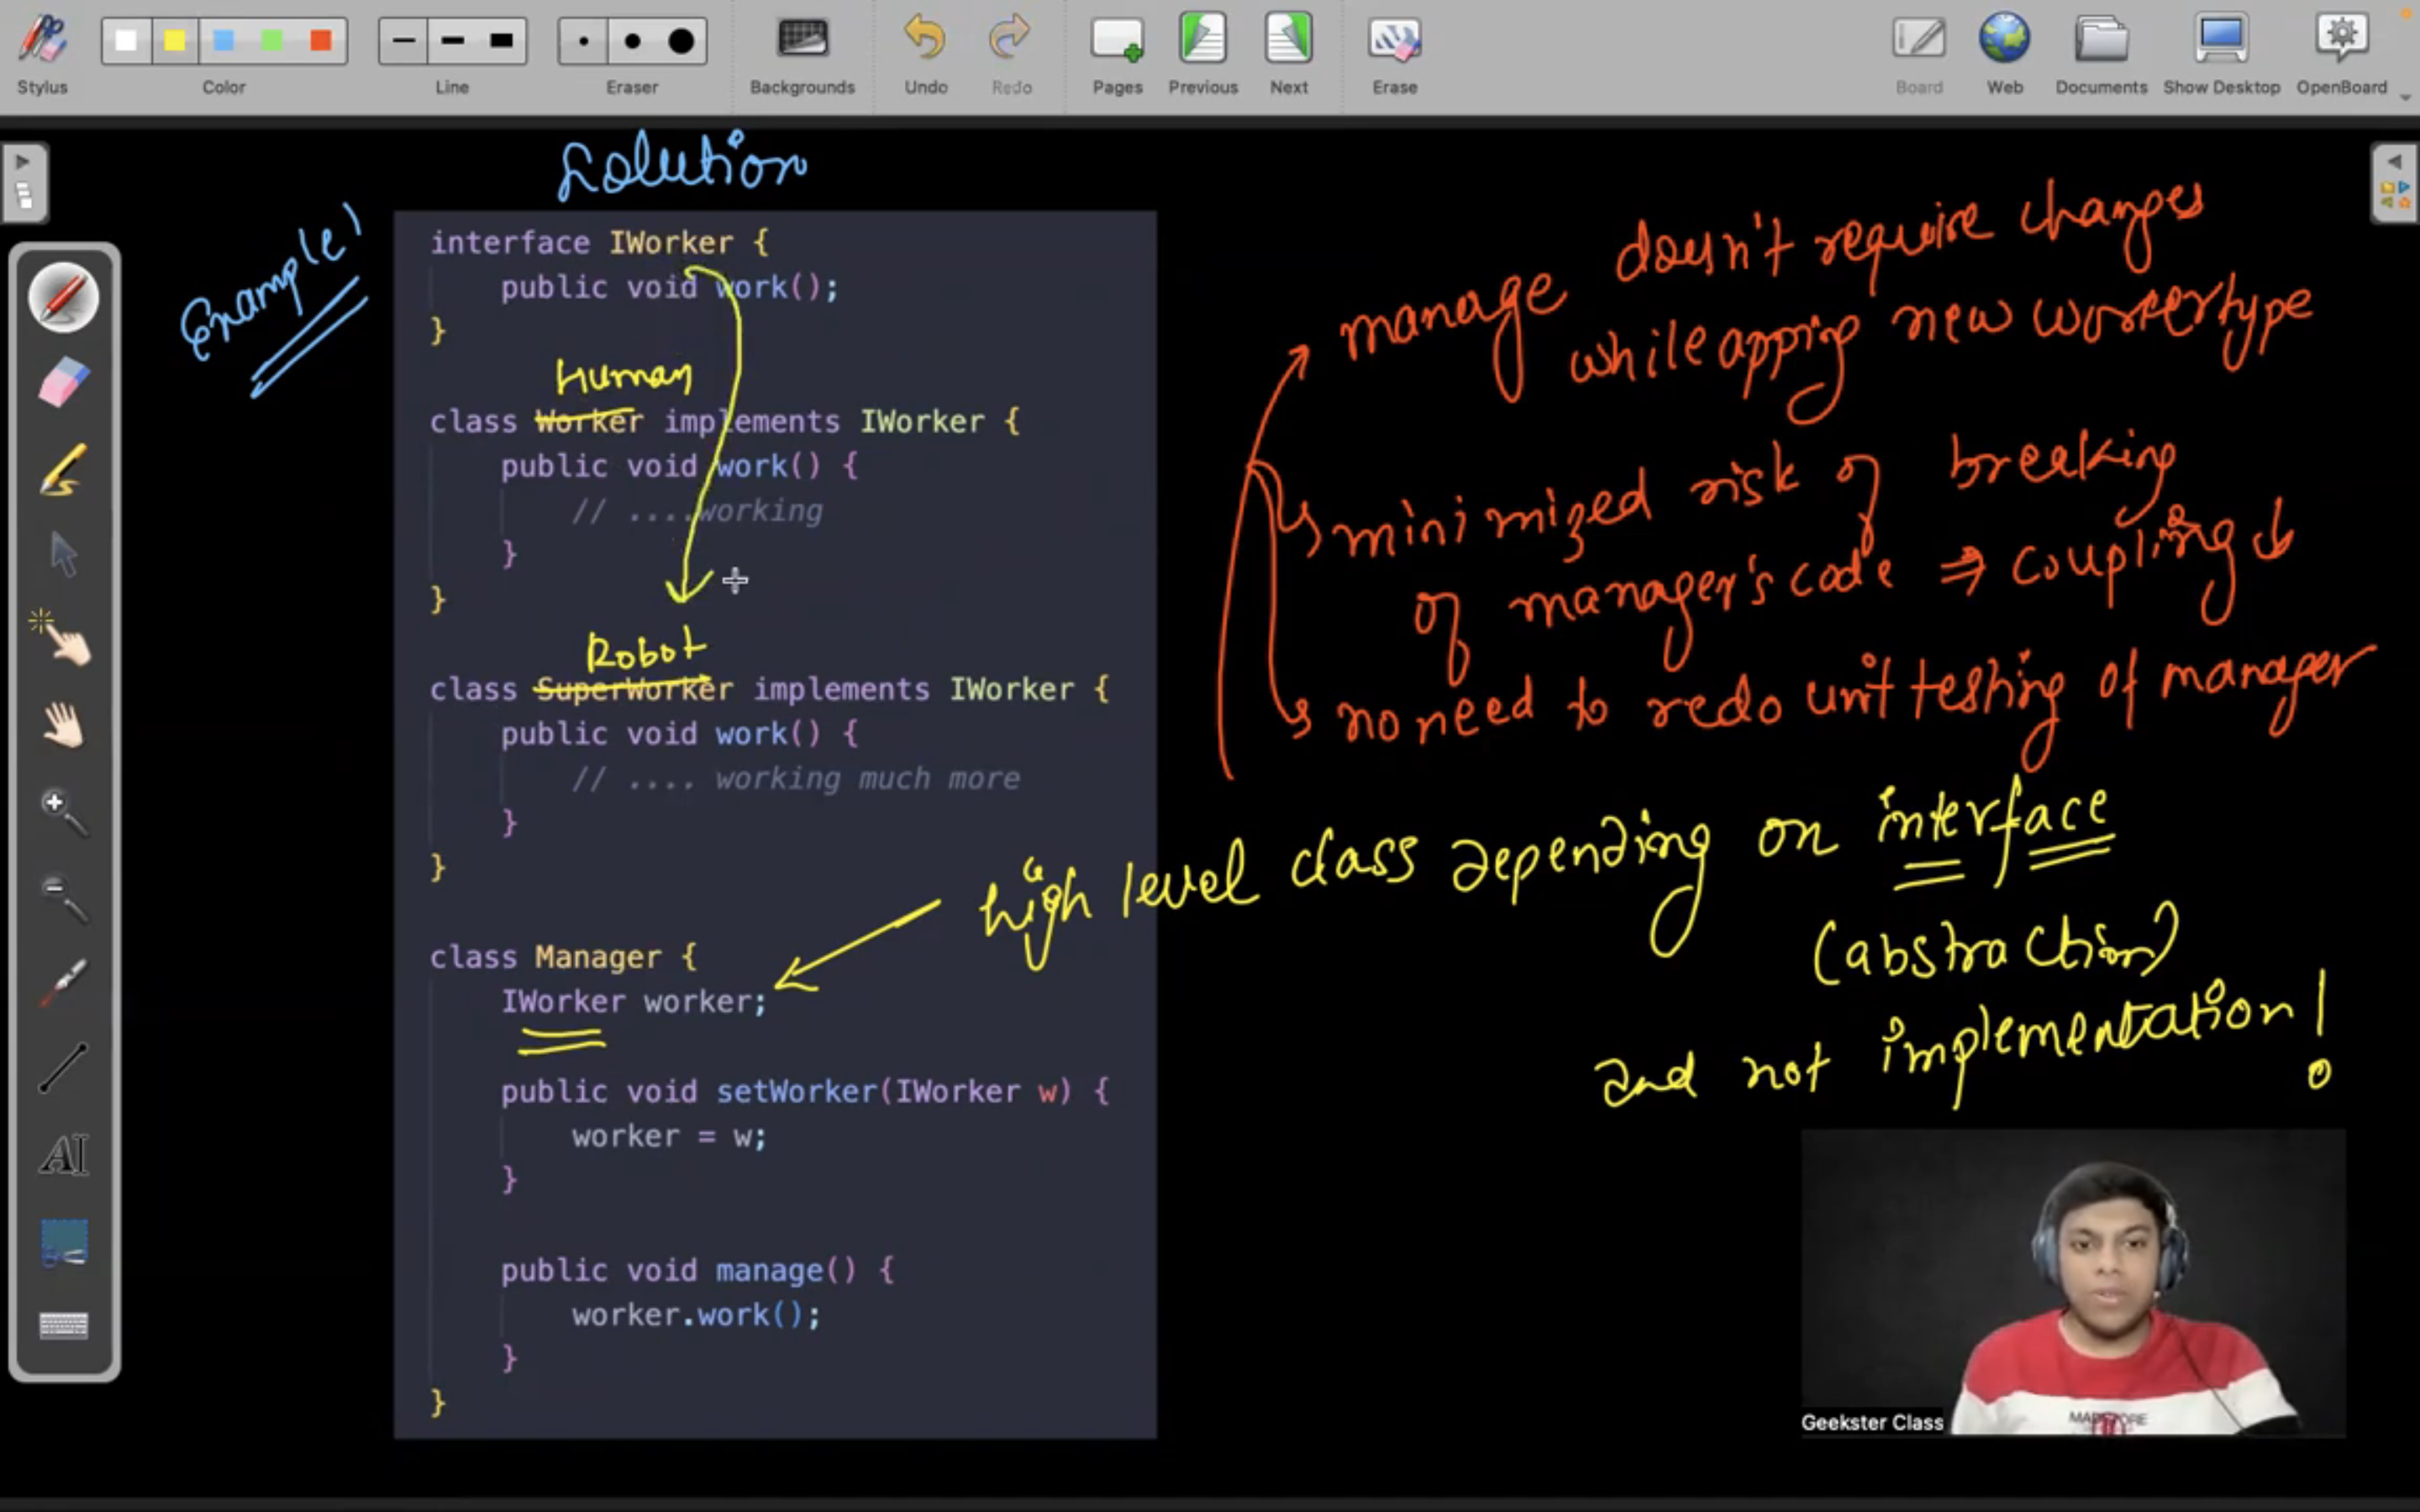 Stylus
Color
Line
Eraser
Backgrounds
Undo
Redo
Pages
Previous
Next
Erase
Board
Web
Documents
Show Desktop
OpenBoard
Solution
Example 1
interface IWorker {
public void work();
}
Human
class Worker implements IWorker {
public void work() {
// ....working
}
}
Robot
class SuperWorker implements IWorker {
public void work() {
// .... working much more
}
}
class Manager {
IWorker worker;
public void setWorker(IWorker w) {
worker = w;
}
public void manage() {
worker.work();
}
}
manage doesn't require changes
while apping new workertype
minimized risk of breaking
of manager's code ⇒ coupling ↓
no need to redo unit testing of manager
high level class depending on interface
(abstraction)
and not implementation!
AI
Geekster Class